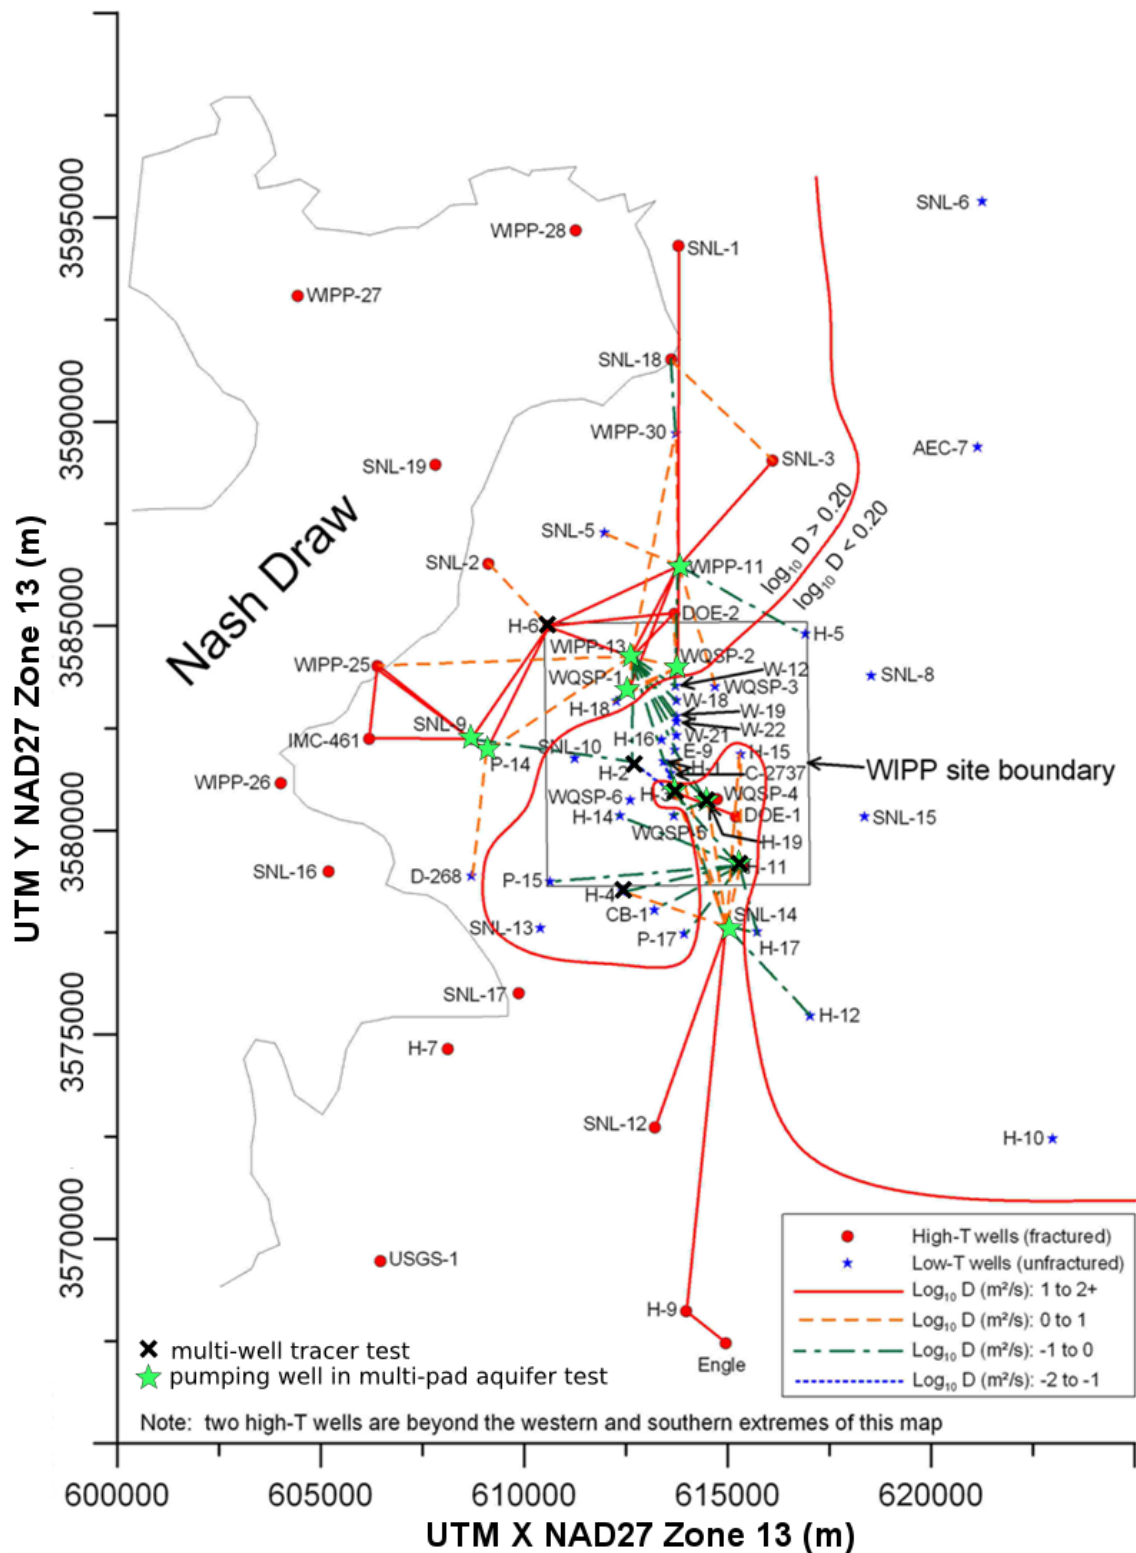 UTM Y NAD27 Zone 13 (m)
3595000
3590000
3585000
3580000
3575000
3570000
SNL-6
WIPP-28
SNL-1
WIPP-27
SNL-18
WIPP-30
AEC-7
SNL-3
SNL-19
log₁₀ D > 0.20
log₁₀ D < 0.20
Nash Draw
SNL-5
SNL-2
WIPP-11
DOE-2
H-6
H-5
WIPP-13
WQSP-2
W-12
WIPP-25
WQSP-1
WQSP-3
SNL-8
H-18
W-18
W-19
SNL-9
W-22
IMC-461
H-16
W-21
SNL-10
E-9
H-15
P-14
H-1
WIPP site boundary
H-2
C-2737
WIPP-26
H-3
WQSP-4
WQSP-6
H-14
DOE-1
SNL-15
WQSP-5
H-19
SNL-16
H-11
D-268
P-15
H-4
CB-1
SNL-14
SNL-13
P-17
H-17
SNL-17
H-12
H-7
SNL-12
H-10
USGS-1
H-9
Engle
High-T wells (fractured)
Low-T wells (unfractured)
Log₁₀ D (m²/s): 1 to 2+
Log₁₀ D (m²/s): 0 to 1
Log₁₀ D (m²/s): -1 to 0
Log₁₀ D (m²/s): -2 to -1
multi-well tracer test
pumping well in multi-pad aquifer test
Note: two high-T wells are beyond the western and southern extremes of this map
600000
605000
610000
615000
620000
UTM X NAD27 Zone 13 (m)